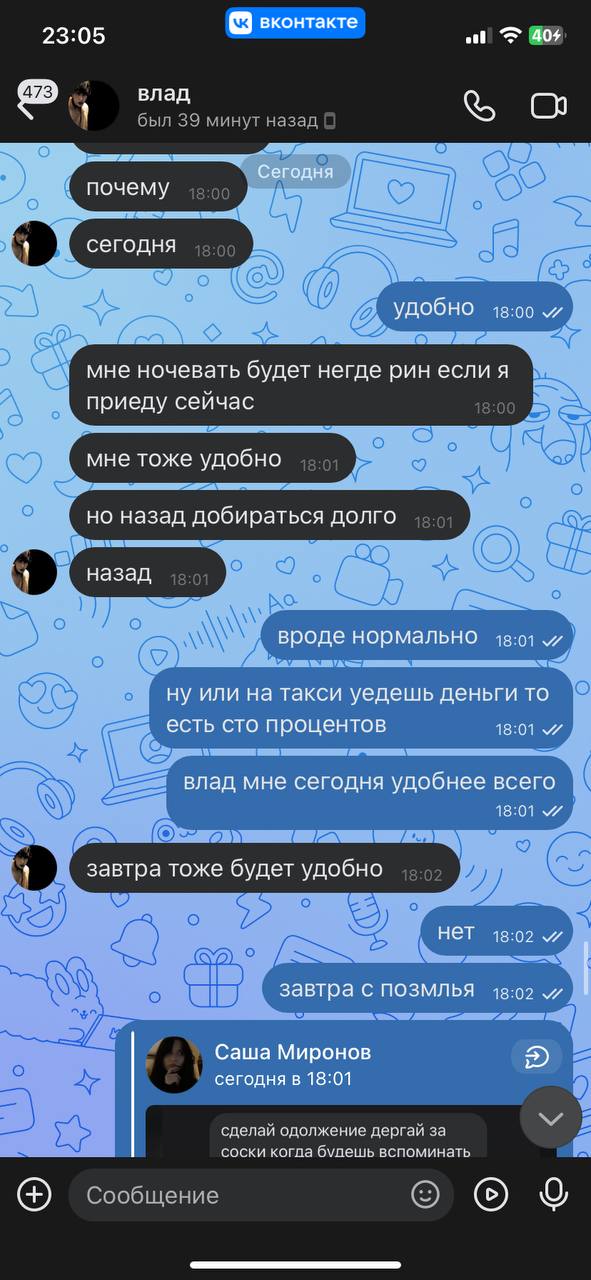 23:05
вконтакте
40
473
влад
был 39 минут назад
Сегодня
почему 18:00
сегодня 18:00
удобно 18:00
мне ночевать будет негде рин если я
приеду сейчас
18:00
мне тоже удобно 18:01
но назад добираться долго 18:01
назад 18:01
вроде нормально 18:01
ну или на такси уедешь деньги то
есть сто процентов 18:01
влад мне сегодня удобнее всего
18:01
завтра тоже будет удобно 18:02
нет 18:02
завтра с позмлья 18:02
Саша Миронов
сегодня в 18:01
сделай одолжение дергай за
соски когда будешь вспоминать
Сообщение